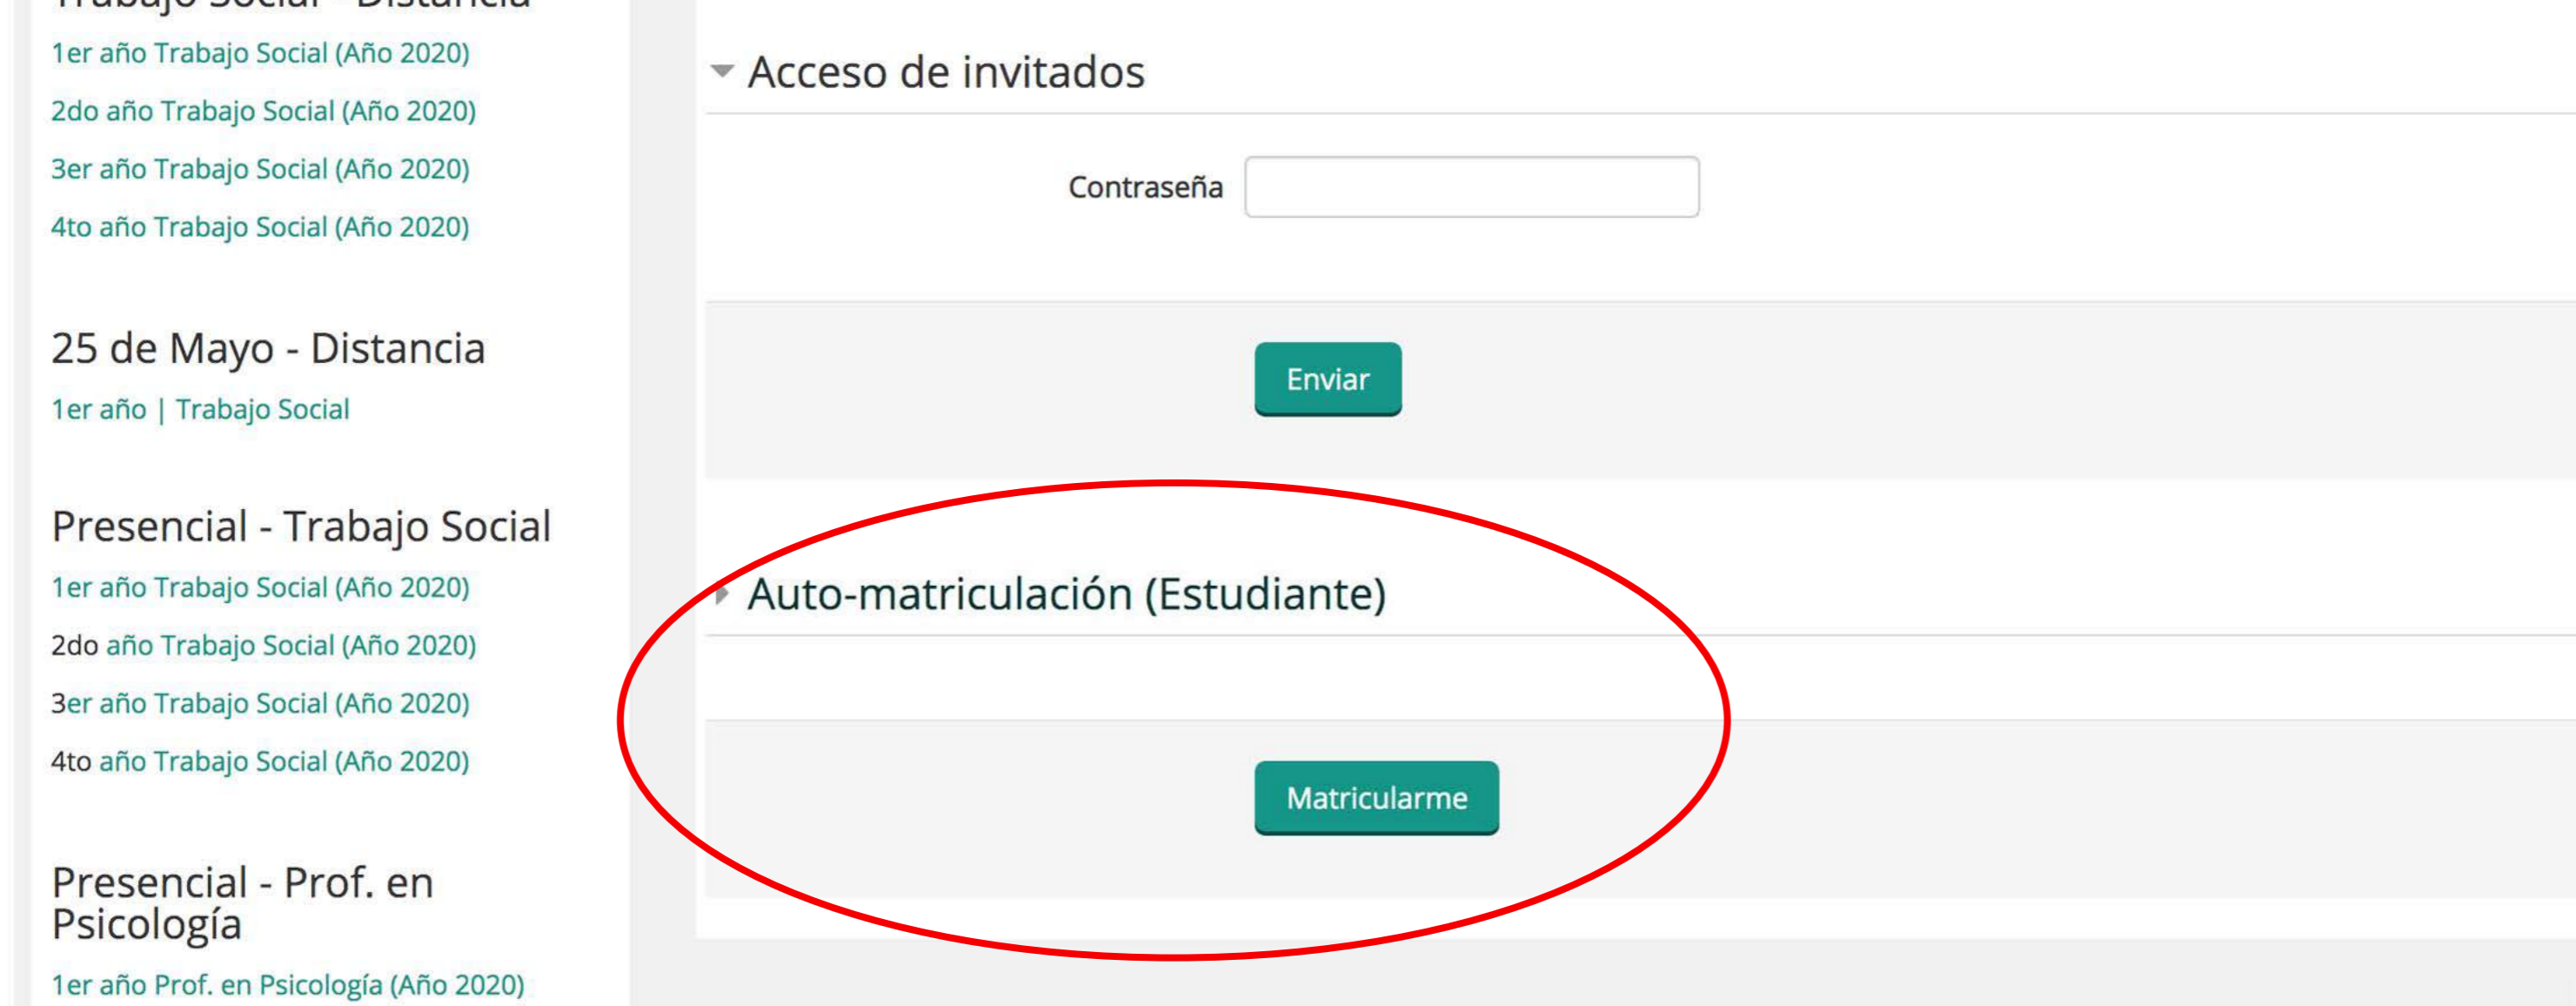 Trabajo Social - Distancia
1er año Trabajo Social (Año 2020)
2do año Trabajo Social (Año 2020)
3er año Trabajo Social (Año 2020)
4to año Trabajo Social (Año 2020)
25 de Mayo - Distancia
1er año | Trabajo Social
Presencial - Trabajo Social
1er año Trabajo Social (Año 2020)
2do año Trabajo Social (Año 2020)
3er año Trabajo Social (Año 2020)
4to año Trabajo Social (Año 2020)
Presencial - Prof. en
Psicología
1er año Prof. en Psicología (Año 2020)
Acceso de invitados
Contraseña
Enviar
Auto-matriculación (Estudiante)
Matricularme